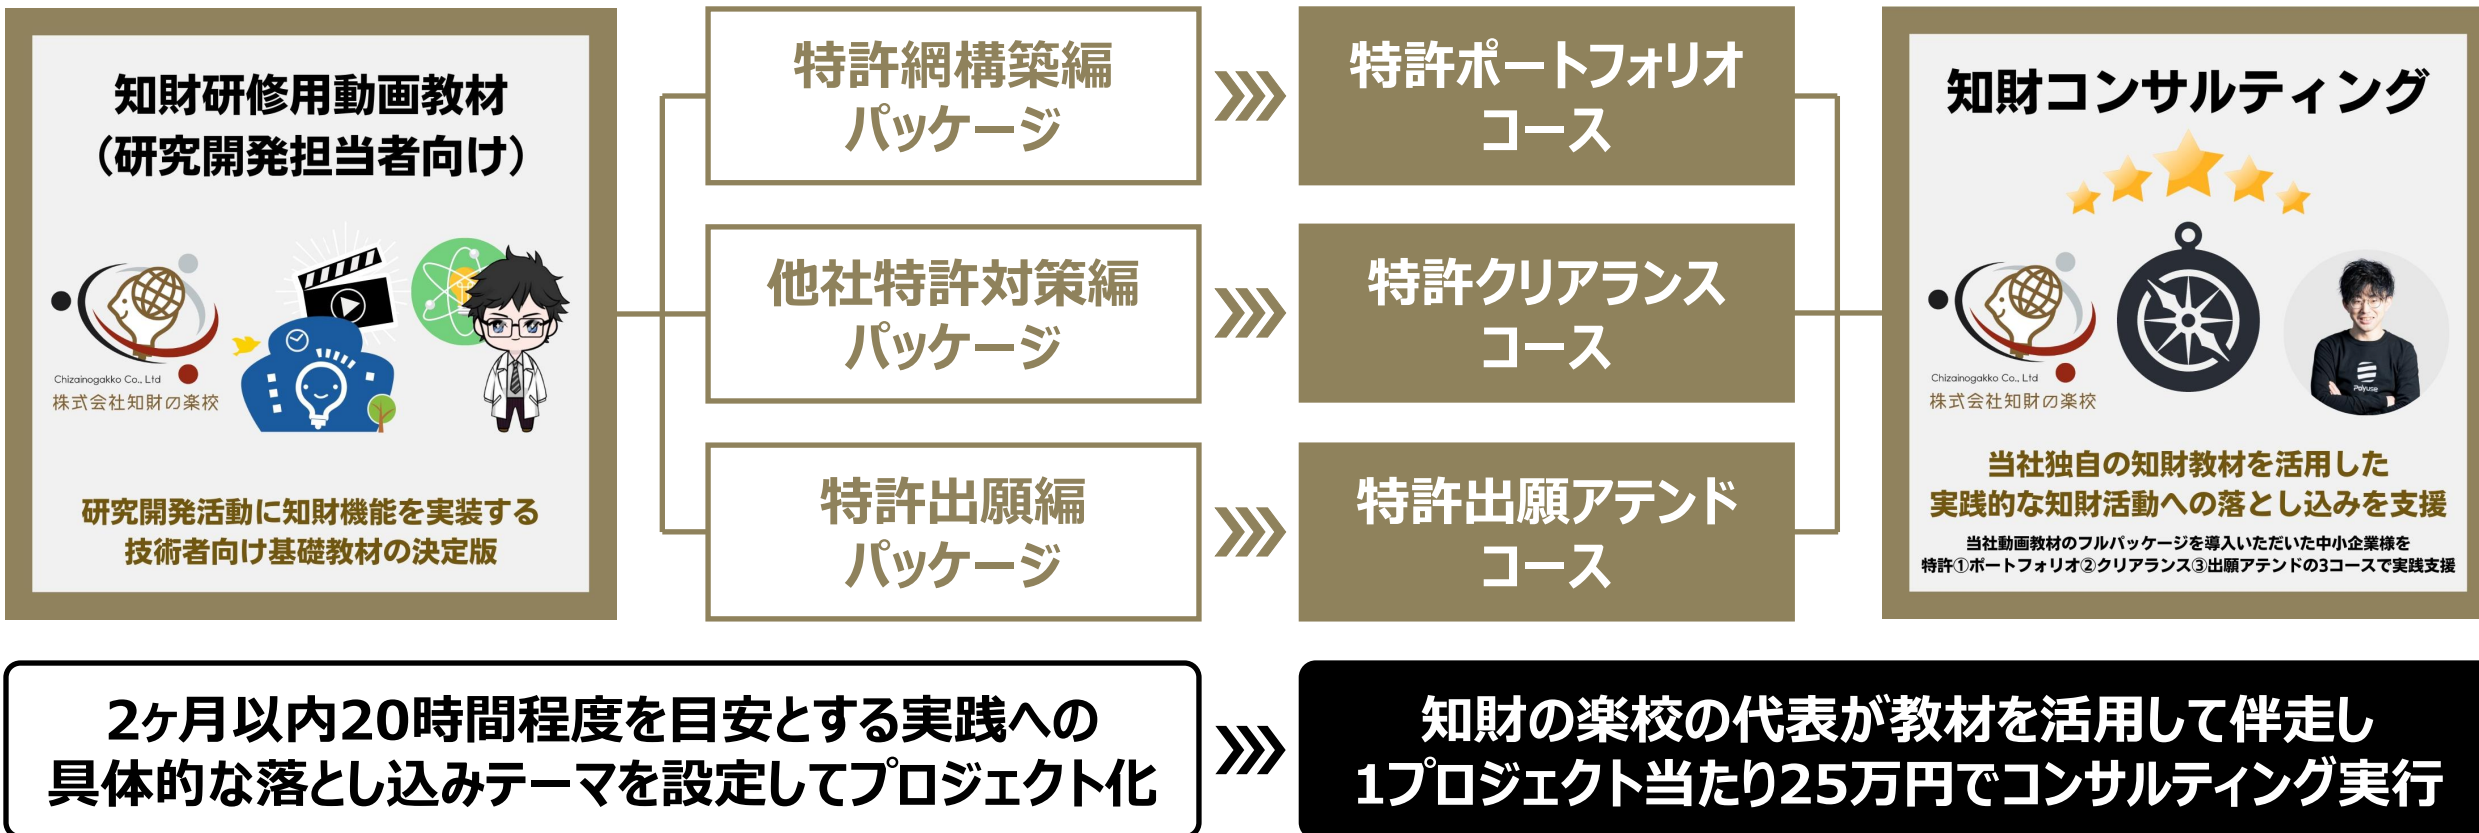 知財研修用動画教材
（研究開発担当者向け）
Chizainogakko Co., Ltd
株式会社知財の楽校
研究開発活動に知財機能を実装する
技術者向け基礎教材の決定版
特許網構築編
パッケージ
特許ポートフォリオ
コース
他社特許対策編
パッケージ
特許クリアランス
コース
特許出願編
パッケージ
特許出願アテンド
コース
知財コンサルティング
Chizainogakko Co., Ltd
株式会社知財の楽校
Polyuse
当社独自の知財教材を活用した
実践的な知財活動への落とし込みを支援
当社動画教材のフルパッケージを導入いただいた中小企業様を
特許①ポートフォリオ②クリアランス③出願アテンドの3コースで実践支援
2ヶ月以内20時間程度を目安とする実践への
具体的な落とし込みテーマを設定してプロジェクト化
知財の楽校の代表が教材を活用して伴走し
1プロジェクト当たり25万円でコンサルティング実行